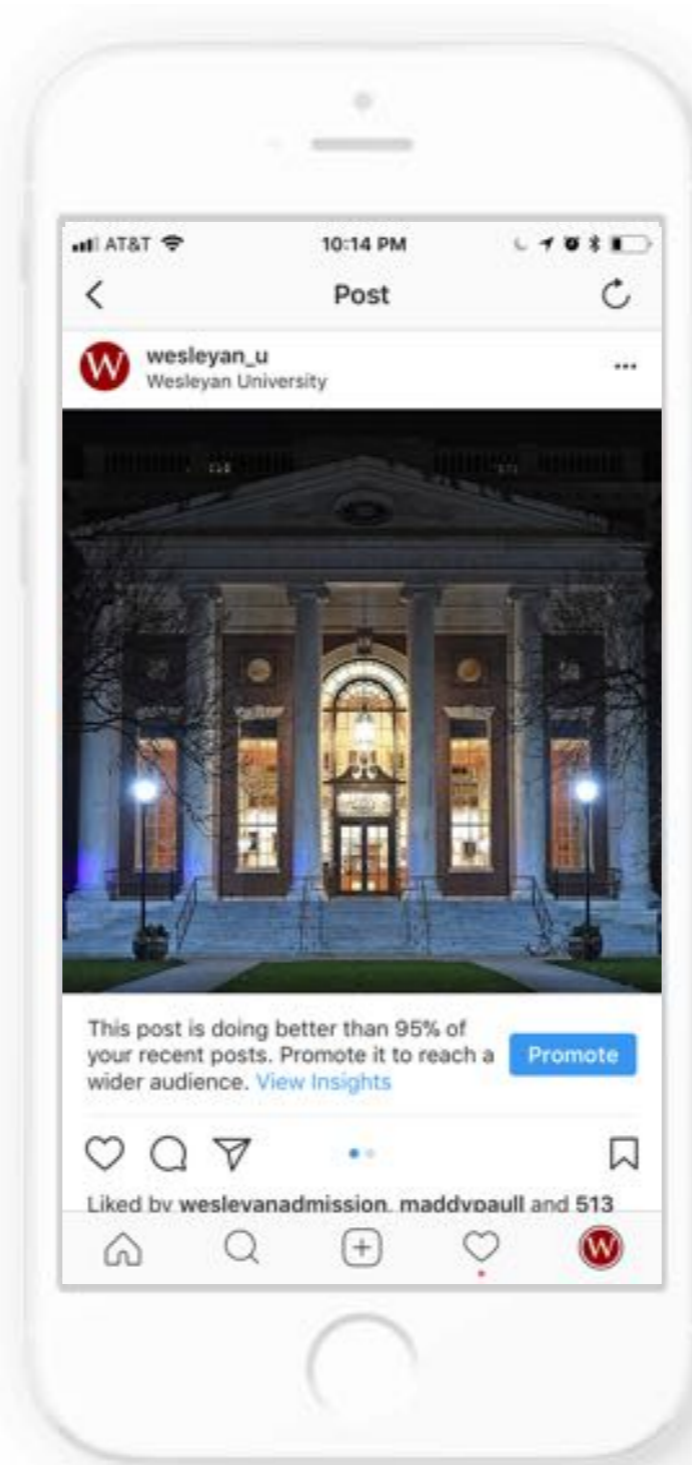 AT&T 10:14 PM
Post
W wesleyan_u
Wesleyan University
This post is doing better than 95% of
your recent posts. Promote it to reach a
wider audience. View Insights
Promote
Liked by wesleyanadmission, maddypaull and 513
W